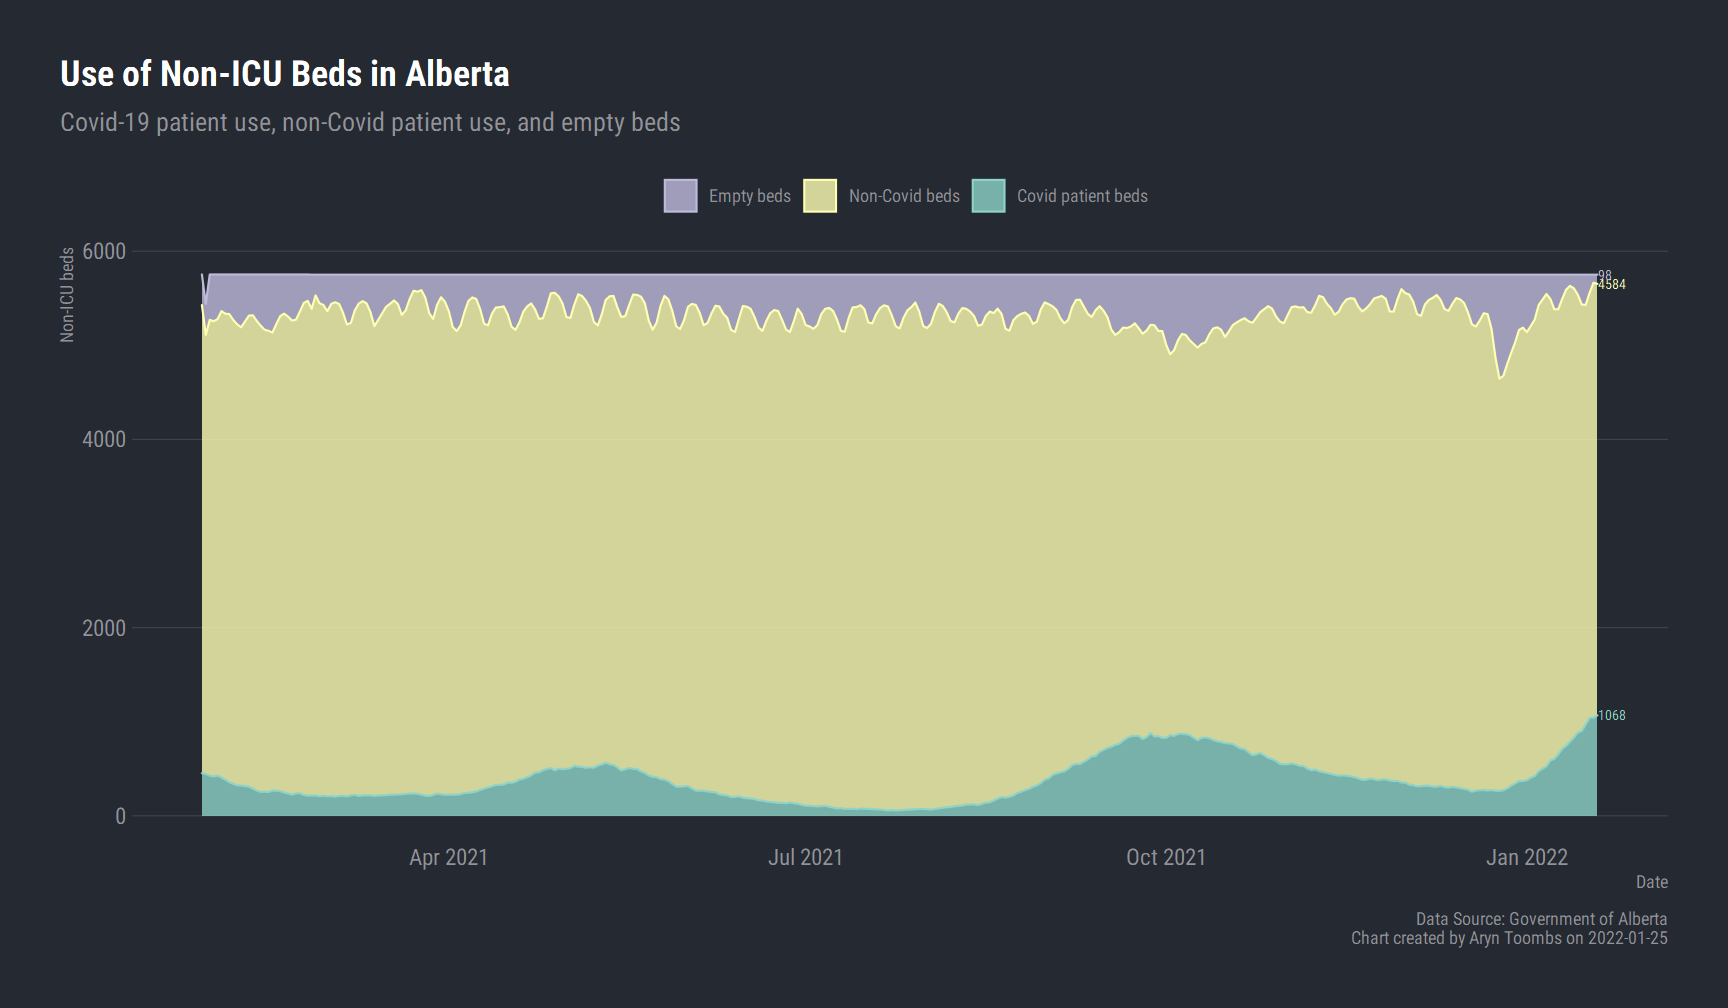 Use of Non-ICU Beds in Alberta
Covid-19 patient use, non-Covid patient use, and empty beds
Empty beds
Non-Covid beds
Covid patient beds
Non-ICU beds
6000
4000
2000
0
98
4584
1068
Apr 2021
Jul 2021
Oct 2021
Jan 2022
Date
Data Source: Government of Alberta
Chart created by Aryn Toombs on 2022-01-25